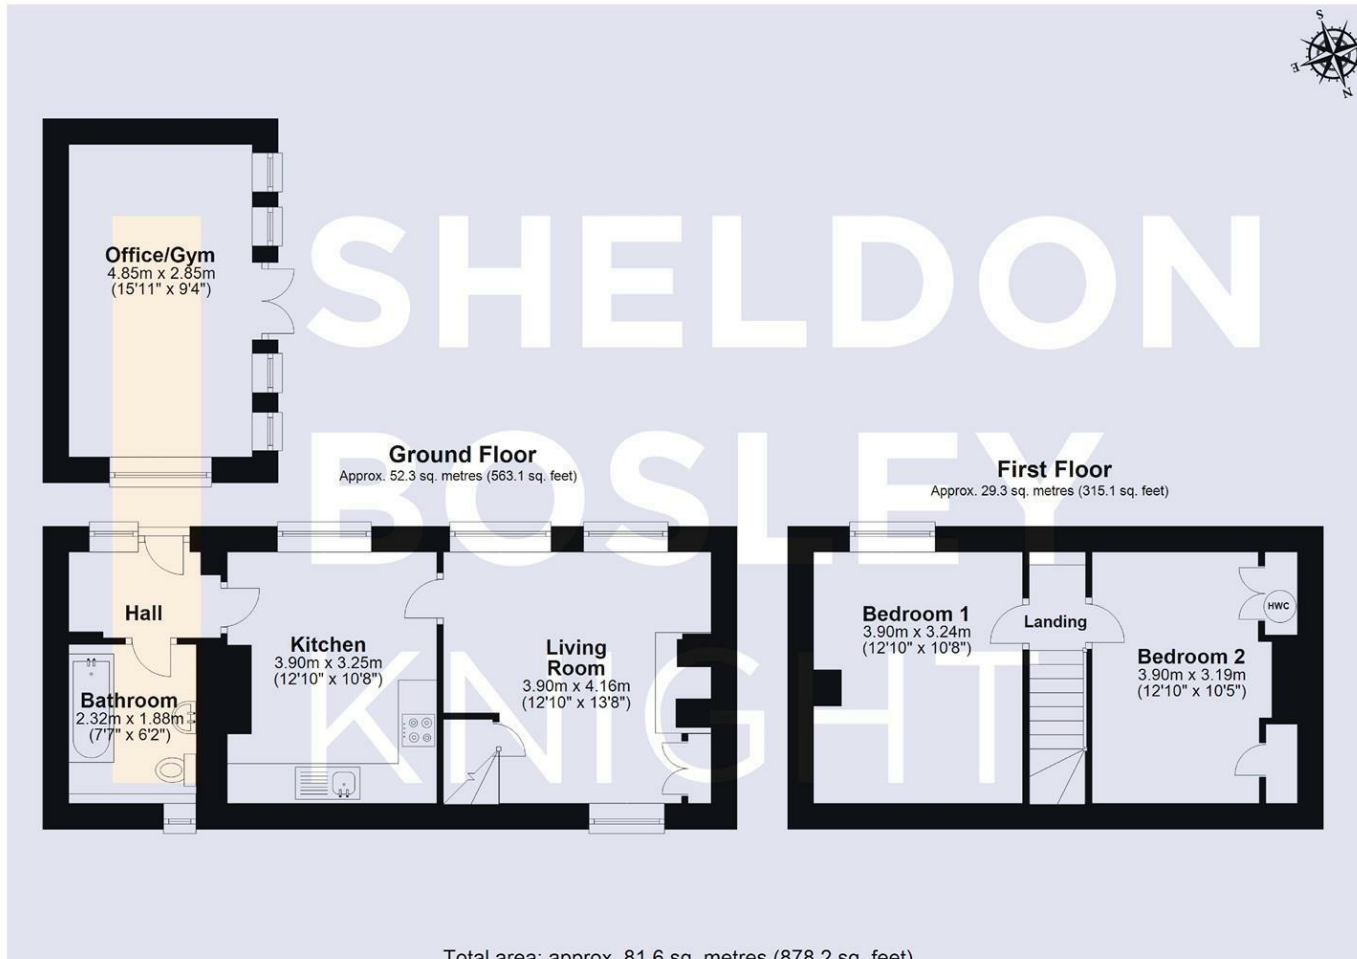 S
E
N
Office/Gym
4.85m x 2.85m
(15'11" x 9'4")
SHELDON
BOSLEY
KNIGHT
Ground Floor
Approx. 52.3 sq. metres (563.1 sq. feet)
First Floor
Approx. 29.3 sq. metres (315.1 sq. feet)
Hall
Kitchen
3.90m x 3.25m
(12'10" x 10'8")
Living
Room
3.90m x 4.16m
(12'10" x 13'8")
Bathroom
2.32m x 1.88m
(7'7" x 6'2")
Bedroom 1
3.90m x 3.24m
(12'10" x 10'8")
Landing
Bedroom 2
3.90m x 3.19m
(12'10" x 10'5")
HWC
Total area: approx. 81.6 sq. metres (878.2 sq. feet)